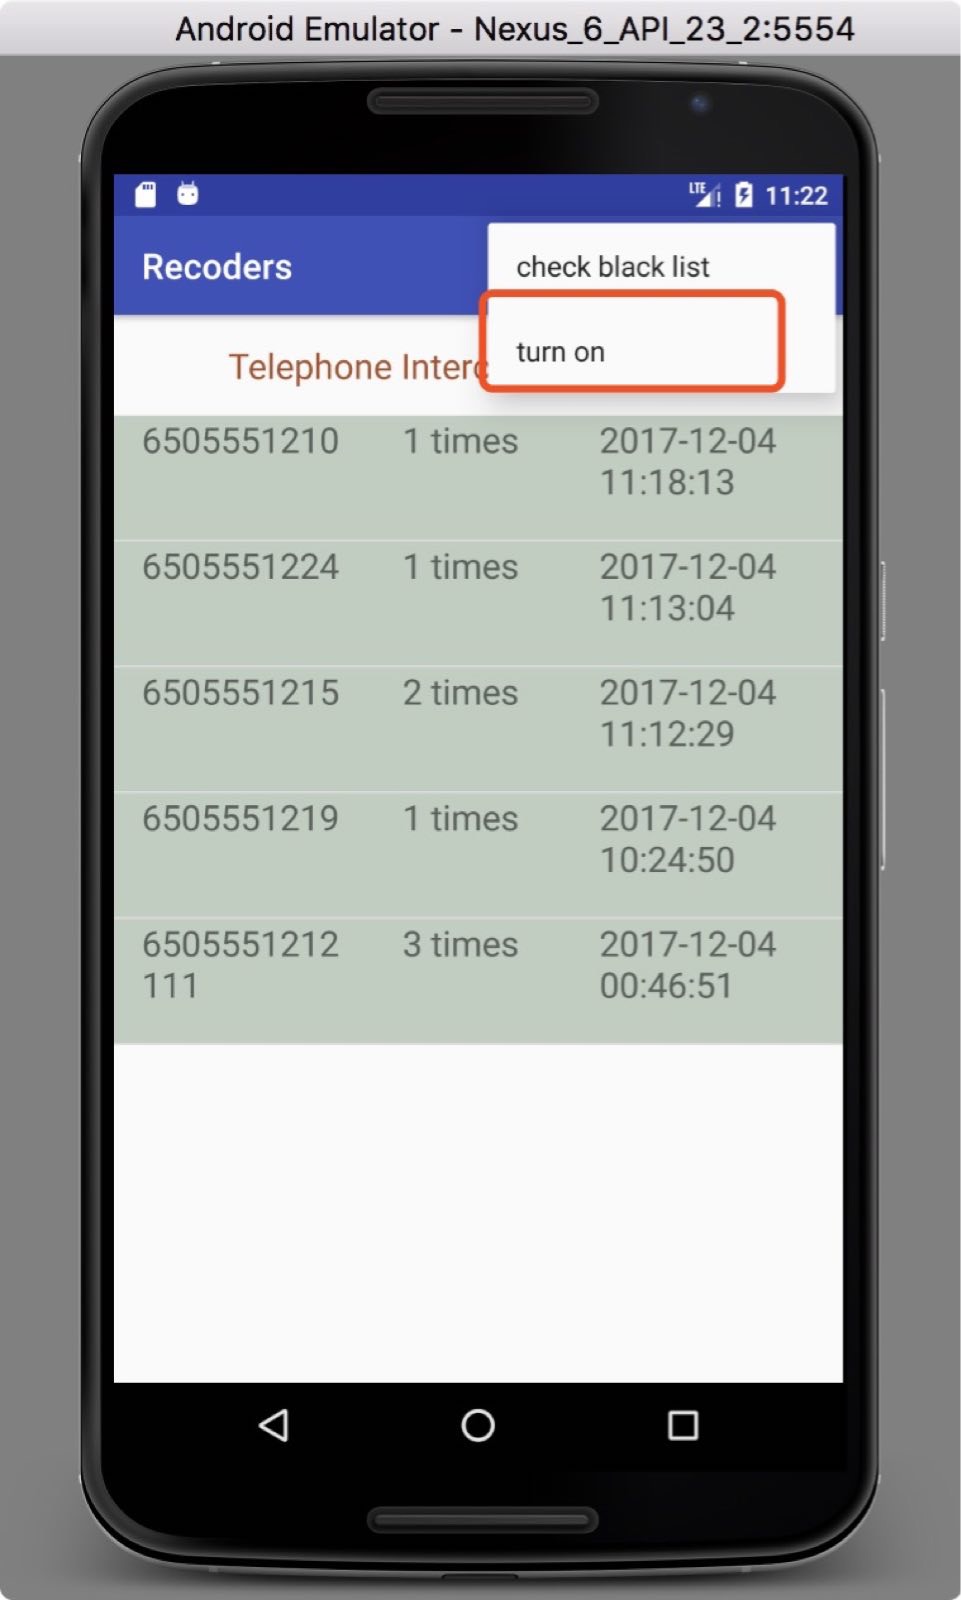 Android Emulator - Nexus_6_API_23_2:5554
LTE 11:22
Recoders
check black list
turn on
Telephone
6505551210 1 times 2017-12-04
11:18:13
6505551224 1 times 2017-12-04
11:13:04
6505551215 2 times 2017-12-04
11:12:29
6505551219 1 times 2017-12-04
10:24:50
6505551212 3 times 2017-12-04
111 00:46:51